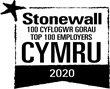 Stonewall
100 CYFLOGWR GORAU
TOP 100 EMPLOYERS
CYMRU
2020